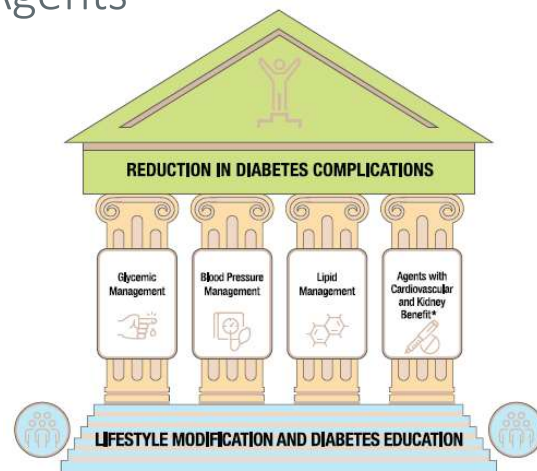 Agents
REDUCTION IN DIABETES COMPLICATIONS
Glycemic
Management
Blood Pressure
Management
Lipid
Management
Agents with
Cardiovascular
and Kidney
Benefit*
LIFESTYLE MODIFICATION AND DIABETES EDUCATION